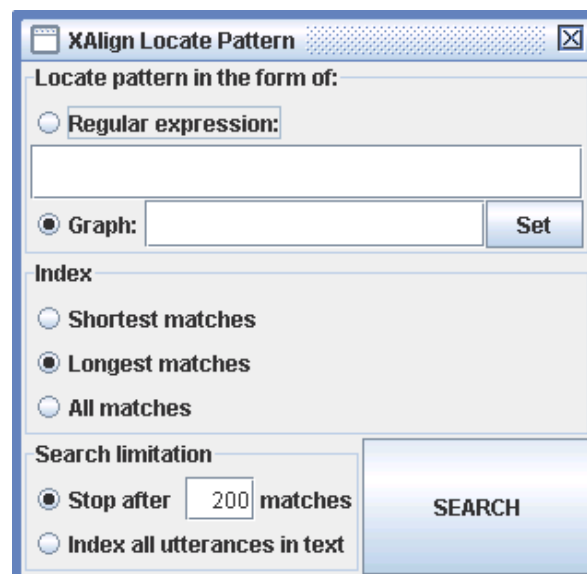 XAlign Locate Pattern
Locate pattern in the form of:
Regular expression:
Graph:
Set
Index
Shortest matches
Longest matches
All matches
Search limitation
Stop after 200 matches
SEARCH
Index all utterances in text